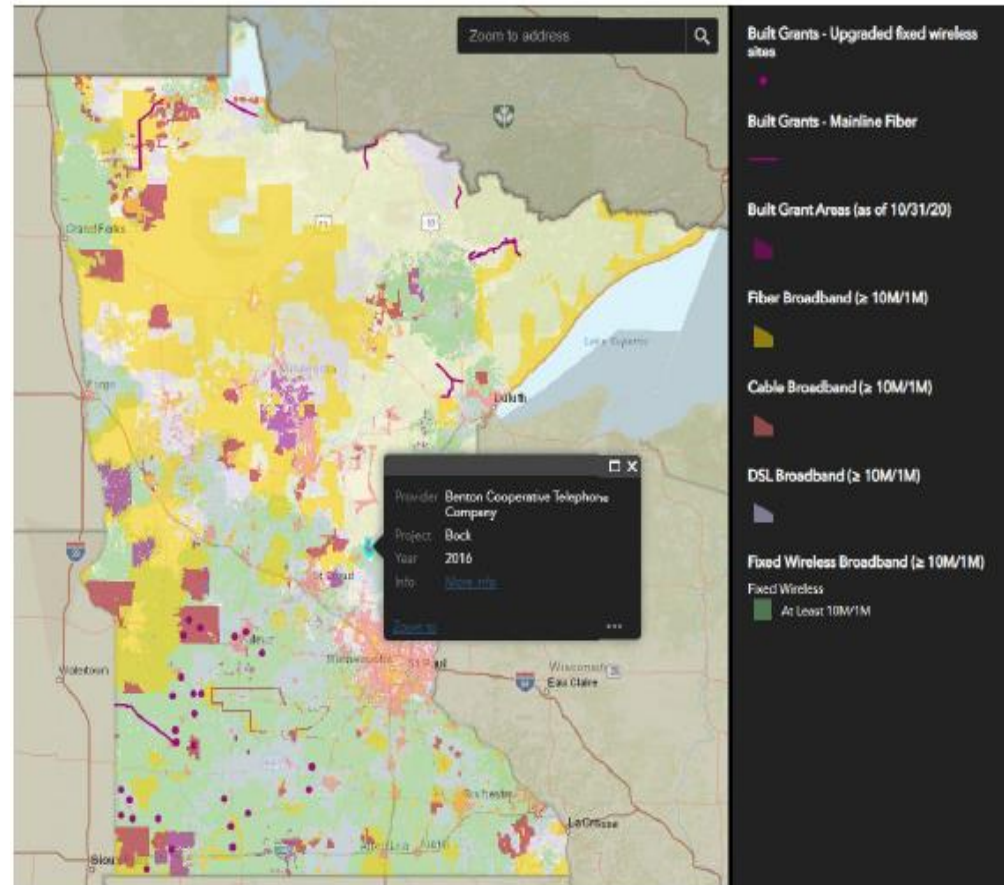 Zoom to address
Grand Forks
Lake Superior
Duluth
Provider Benton Cooperative Telephone
Company
Project Bock
Year 2016
Info More info
Zoom to
St Cloud
Watertown
Minneapolis
Wisconsin
Eau Claire
Rochester
La Crosse
Austin
Built Grants - Upgraded fixed wireless
sites
Built Grants - Mainline Fiber
Built Grant Areas (as of 10/31/20)
Fiber Broadband (≥ 10M/1M)
Cable Broadband (≥ 10M/1M)
DSL Broadband (≥ 10M/1M)
Fixed Wireless Broadband (≥ 10M/1M)
Fixed Wireless
At Least 10M/1M